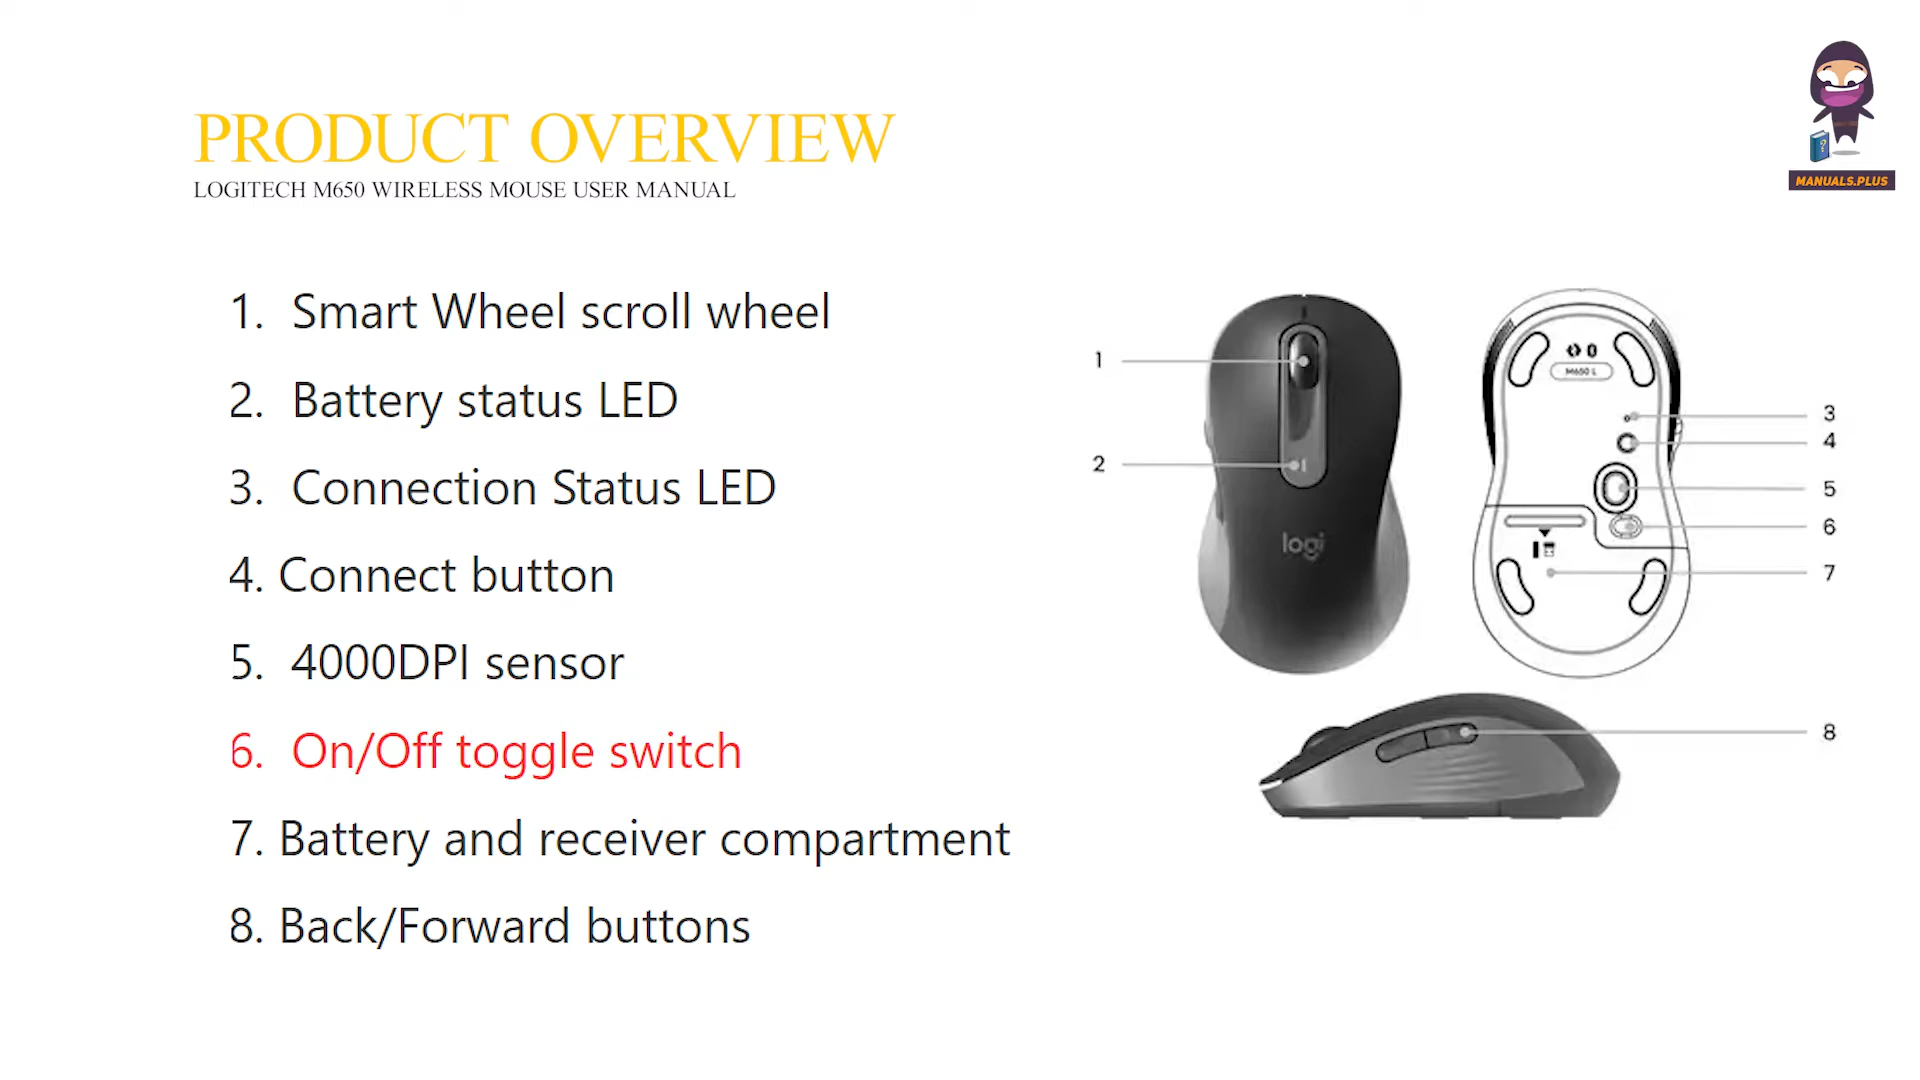 PRODUCT OVERVIEW
LOGITECH M650 WIRELESS MOUSE USER MANUAL
MANUALS.PLUS
1. Smart Wheel scroll wheel
2. Battery status LED
3. Connection Status LED
4. Connect button
5. 4000DPI sensor
6. On/Off toggle switch
7. Battery and receiver compartment
8. Back/Forward buttons
1
2
logi
M650 L
3
4
5
6
7
8